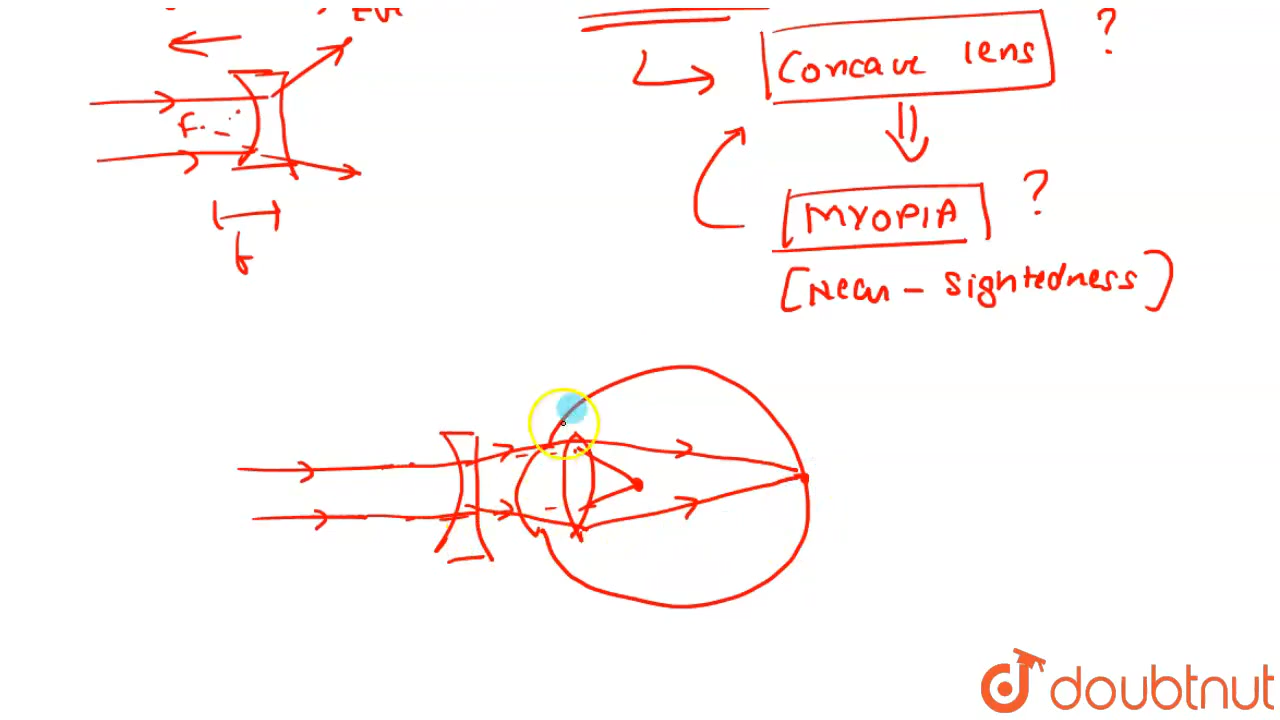 ?
Concave lens
F
MYOPIA ?
f
[Near - sightedness]
doubtnut